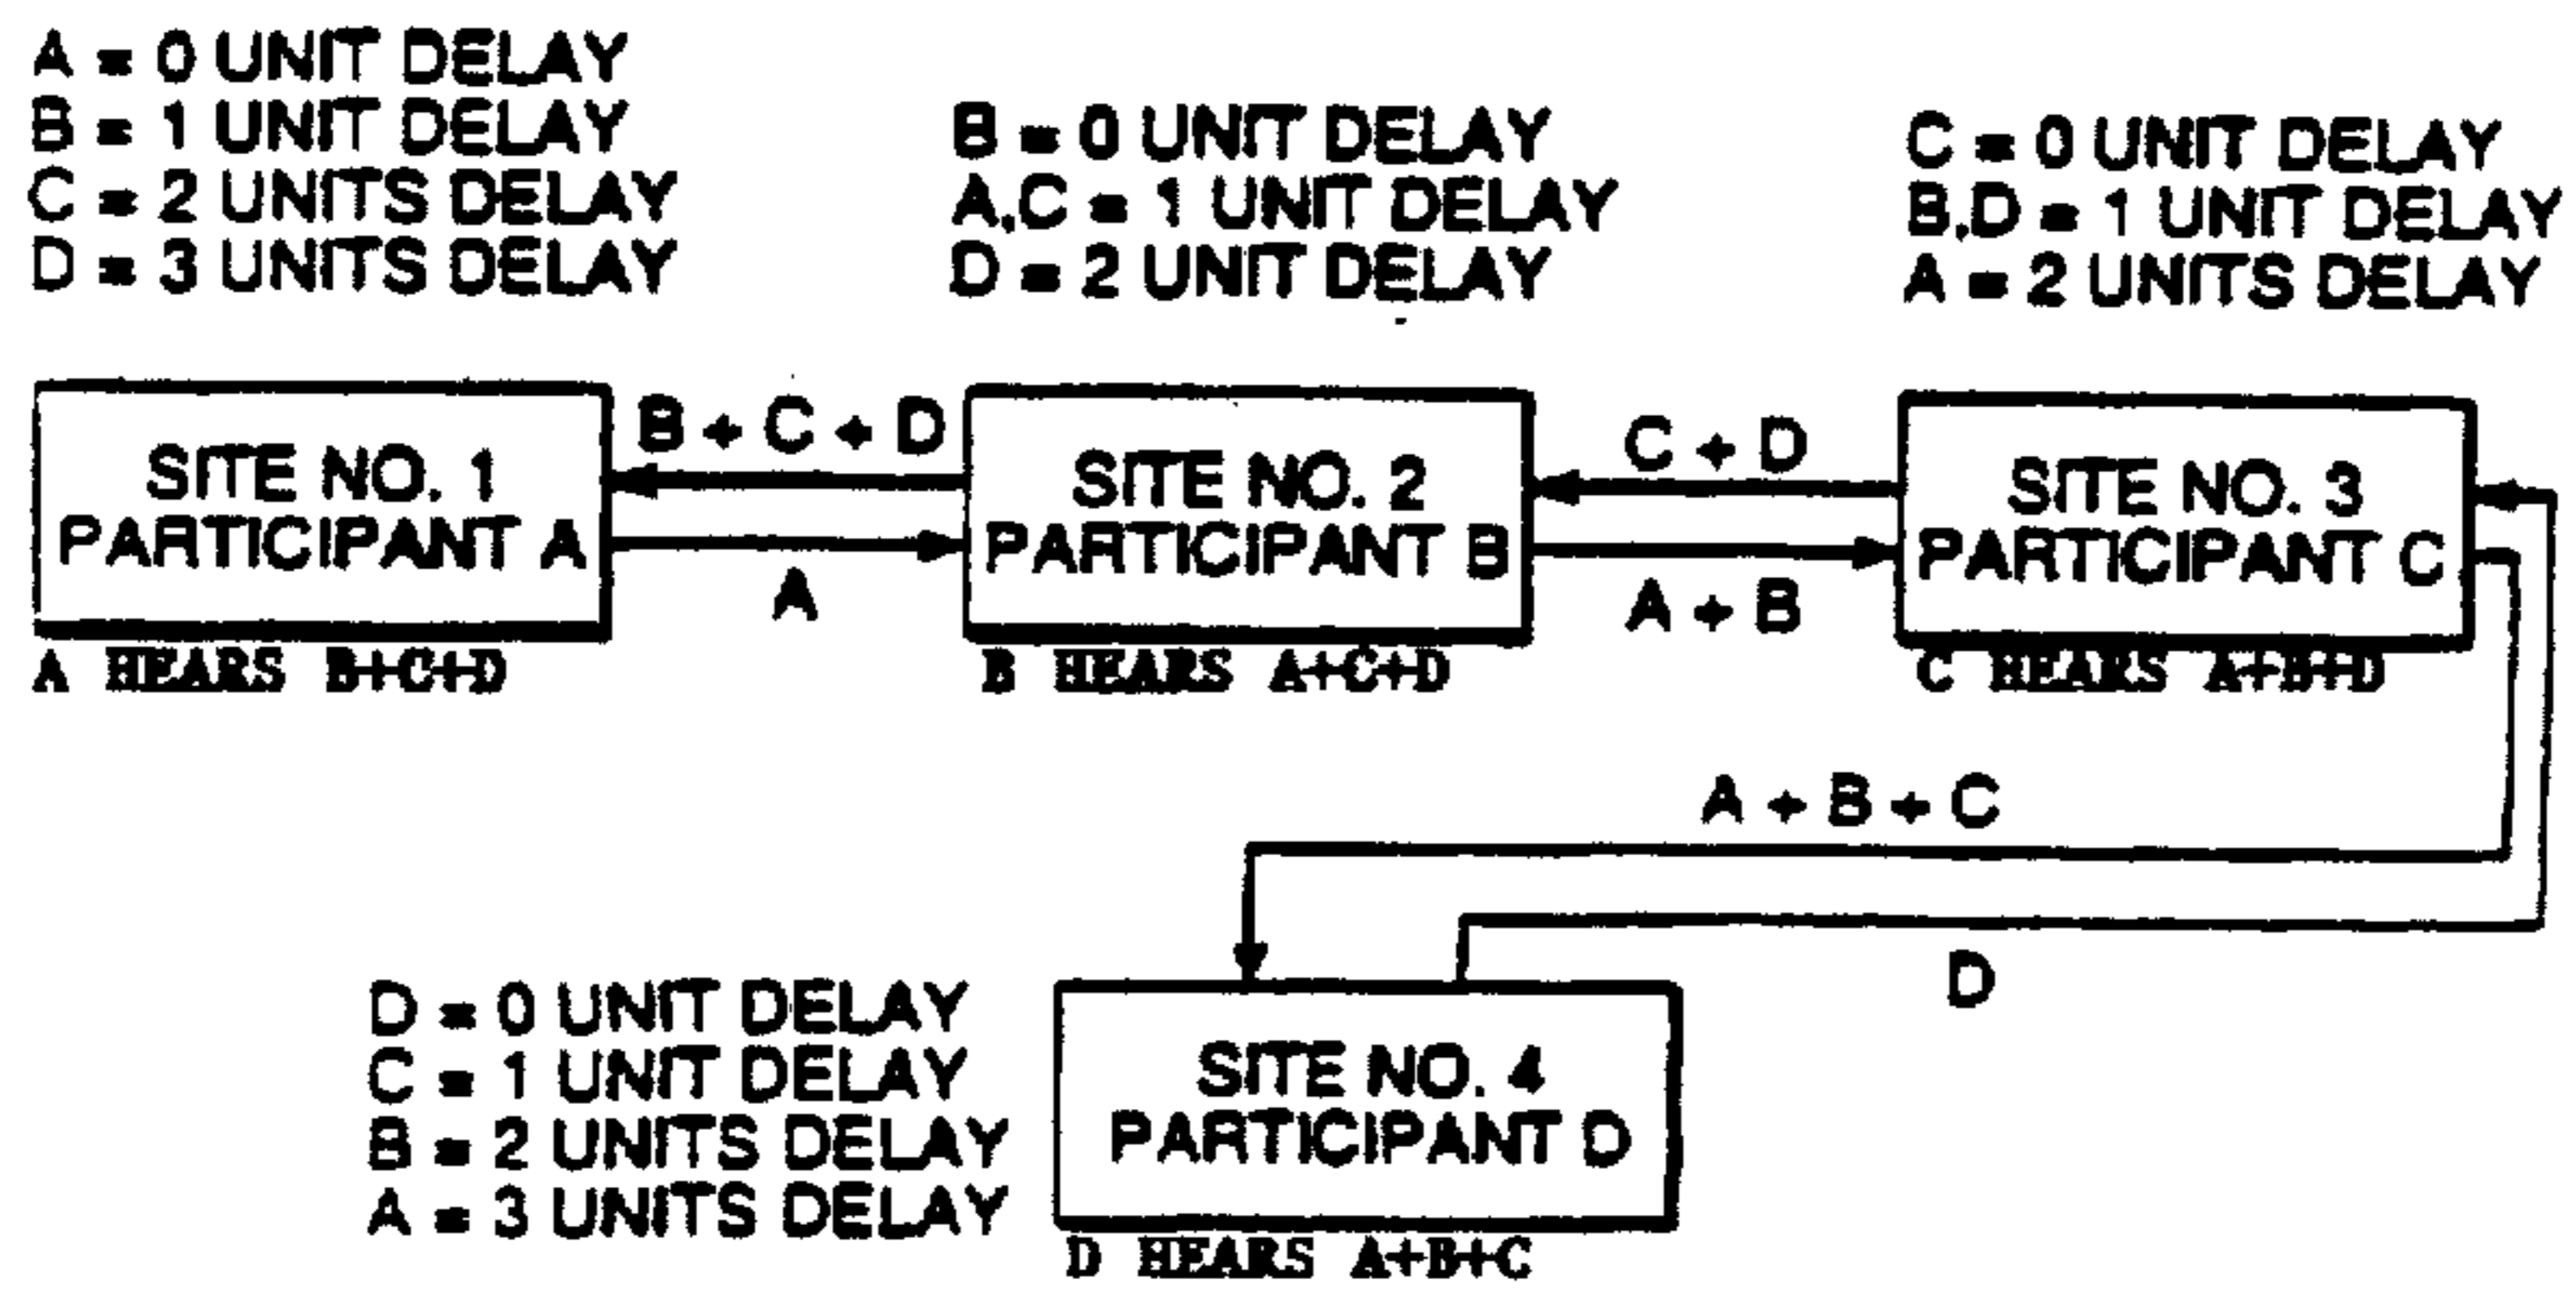 A = 0 UNIT DELAY
B = 1 UNIT DELAY
C = 2 UNITS DELAY
D = 3 UNITS DELAY
B = 0 UNIT DELAY
A,C = 1 UNIT DELAY
D = 2 UNIT DELAY
C = 0 UNIT DELAY
B,D = 1 UNIT DELAY
A = 2 UNITS DELAY
SITE NO. 1
PARTICIPANT A
A HEARS B+C+D
B + C + D
A
SITE NO. 2
PARTICIPANT B
B HEARS A+C+D
C + D
A + B
SITE NO. 3
PARTICIPANT C
C HEARS A+B+D
A + B + C
D
D = 0 UNIT DELAY
C = 1 UNIT DELAY
B = 2 UNITS DELAY
A = 3 UNITS DELAY
SITE NO. 4
PARTICIPANT D
D HEARS A+B+C